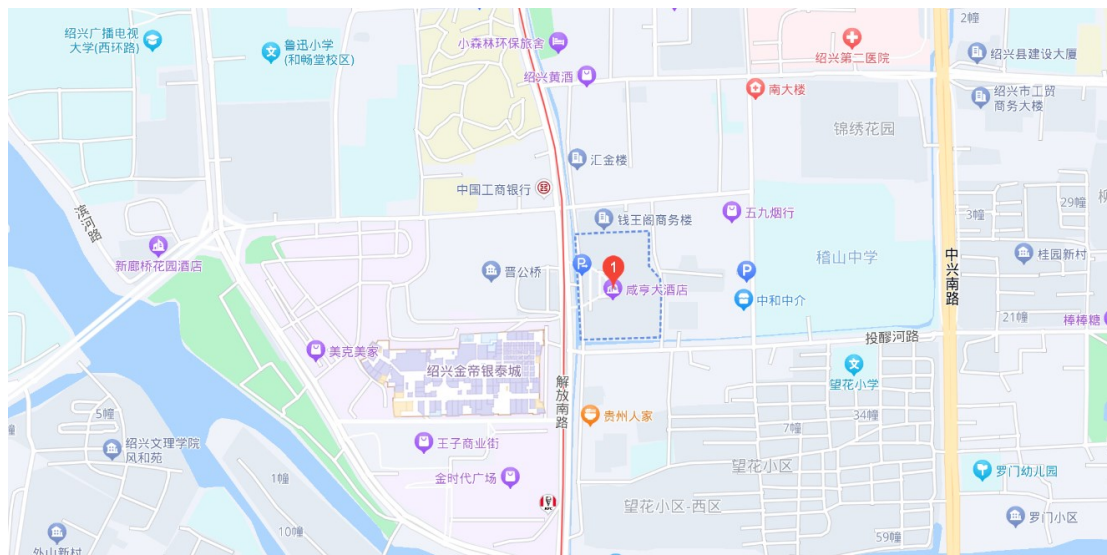 绍兴广播电视
大学(西环路)
鲁迅小学
(和畅堂校区)
小森林环保旅舍
绍兴黄酒
绍兴第二医院
2幢
绍兴县建设大厦
南大楼
绍兴市工贸
商务大楼
锦绣花园
汇金楼
中国工商银行
滨河路
新廊桥花园酒店
钱王阁商务楼
五九烟行
3幢
29幢
柳
晋公桥
P
1
咸亨大酒店
P
中和中介
稽山中学
中兴南路
桂园新村
21幢
棒棒糖
投醪河路
美克美家
绍兴金帝银泰城
解放南路
望花小学
贵州人家
5幢
绍兴文理学院
风和苑
王子商业街
7幢
34幢
望花小区
1幢
金时代广场
罗门幼儿园
KFC
望花小区-西区
10幢
外山新村
59幢
罗门小区